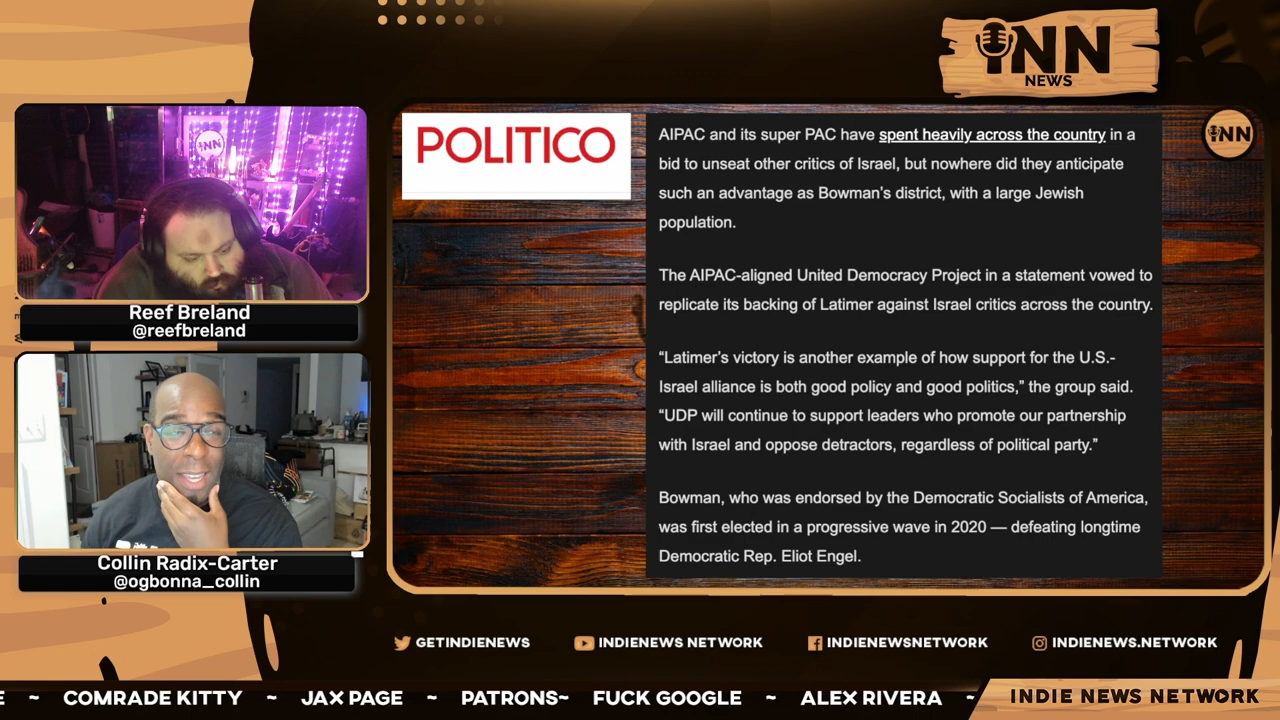 iNN
NEWS
iNN
POLITICO
AIPAC and its super PAC have spent heavily across the country in a
bid to unseat other critics of Israel, but nowhere did they anticipate
such an advantage as Bowman's district, with a large Jewish
population.
The AIPAC-aligned United Democracy Project in a statement vowed to
replicate its backing of Latimer against Israel critics across the country.
“Latimer's victory is another example of how support for the U.S.-
Israel alliance is both good policy and good politics,” the group said.
“UDP will continue to support leaders who promote our partnership
with Israel and oppose detractors, regardless of political party.”
Bowman, who was endorsed by the Democratic Socialists of America,
was first elected in a progressive wave in 2020 — defeating longtime
Democratic Rep. Eliot Engel.
iNN
Reef Breland
@reefbreland
Collin Radix-Carter
@ogbonna_collin
GETINDIENEWS
INDIENEWS NETWORK
INDIENEWSNETWORK
INDIENEWS.NETWORK
E ~ COMRADE KITTY ~ JAX PAGE ~ PATRONS~ FUCK GOOGLE ~ ALEX RIVERA ~
INDIE NEWS NETWORK